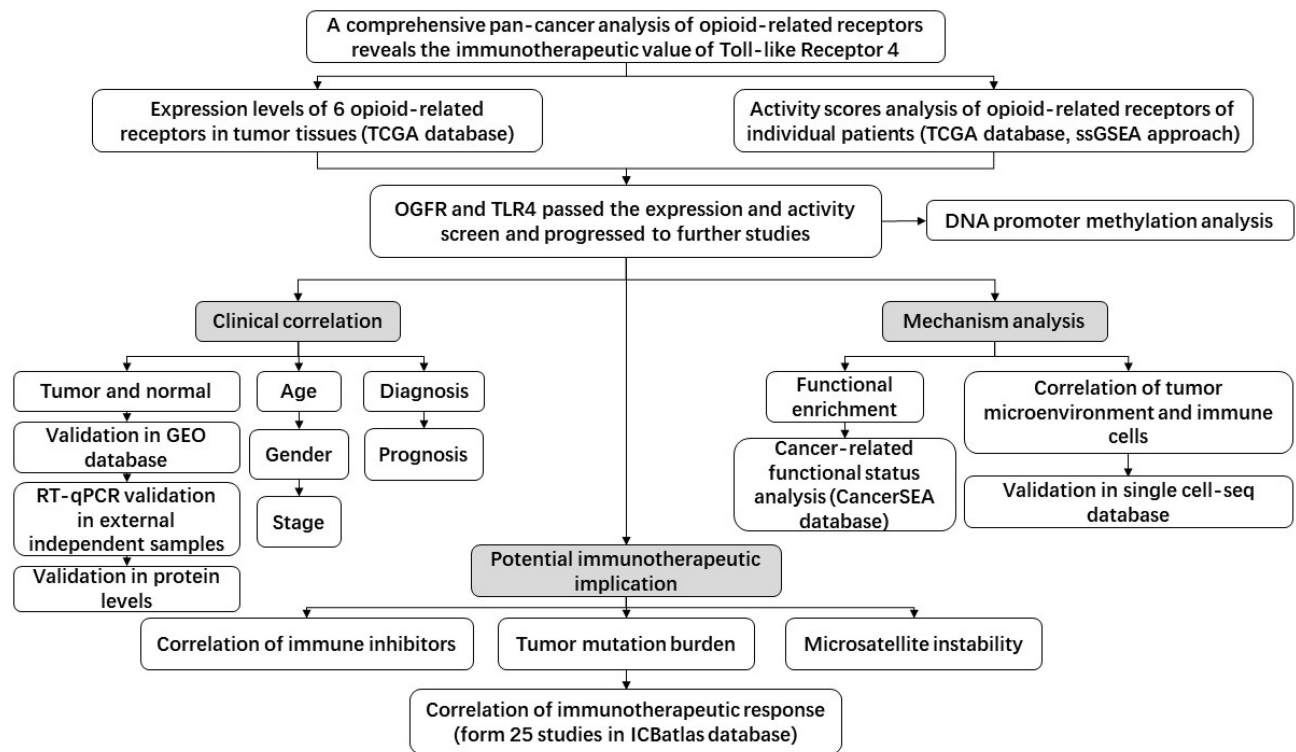 A comprehensive pan-cancer analysis of opioid-related receptors
reveals the immunotherapeutic value of Toll-like Receptor 4
Expression levels of 6 opioid-related
receptors in tumor tissues (TCGA database)
Activity scores analysis of opioid-related receptors of
individual patients (TCGA database, ssGSEA approach)
OGFR and TLR4 passed the expression and activity
screen and progressed to further studies
DNA promoter methylation analysis
Clinical correlation
Mechanism analysis
Tumor and normal
Validation in GEO
database
RT-qPCR validation
in external
independent samples
Validation in protein
levels
Age
Gender
Stage
Diagnosis
Prognosis
Functional
enrichment
Cancer-related
functional status
analysis (CancerSEA
database)
Correlation of tumor
microenvironment and immune
cells
Validation in single cell-seq
database
Potential immunotherapeutic
implication
Correlation of immune inhibitors
Tumor mutation burden
Microsatellite instability
Correlation of immunotherapeutic response
(form 25 studies in ICBatlas database)